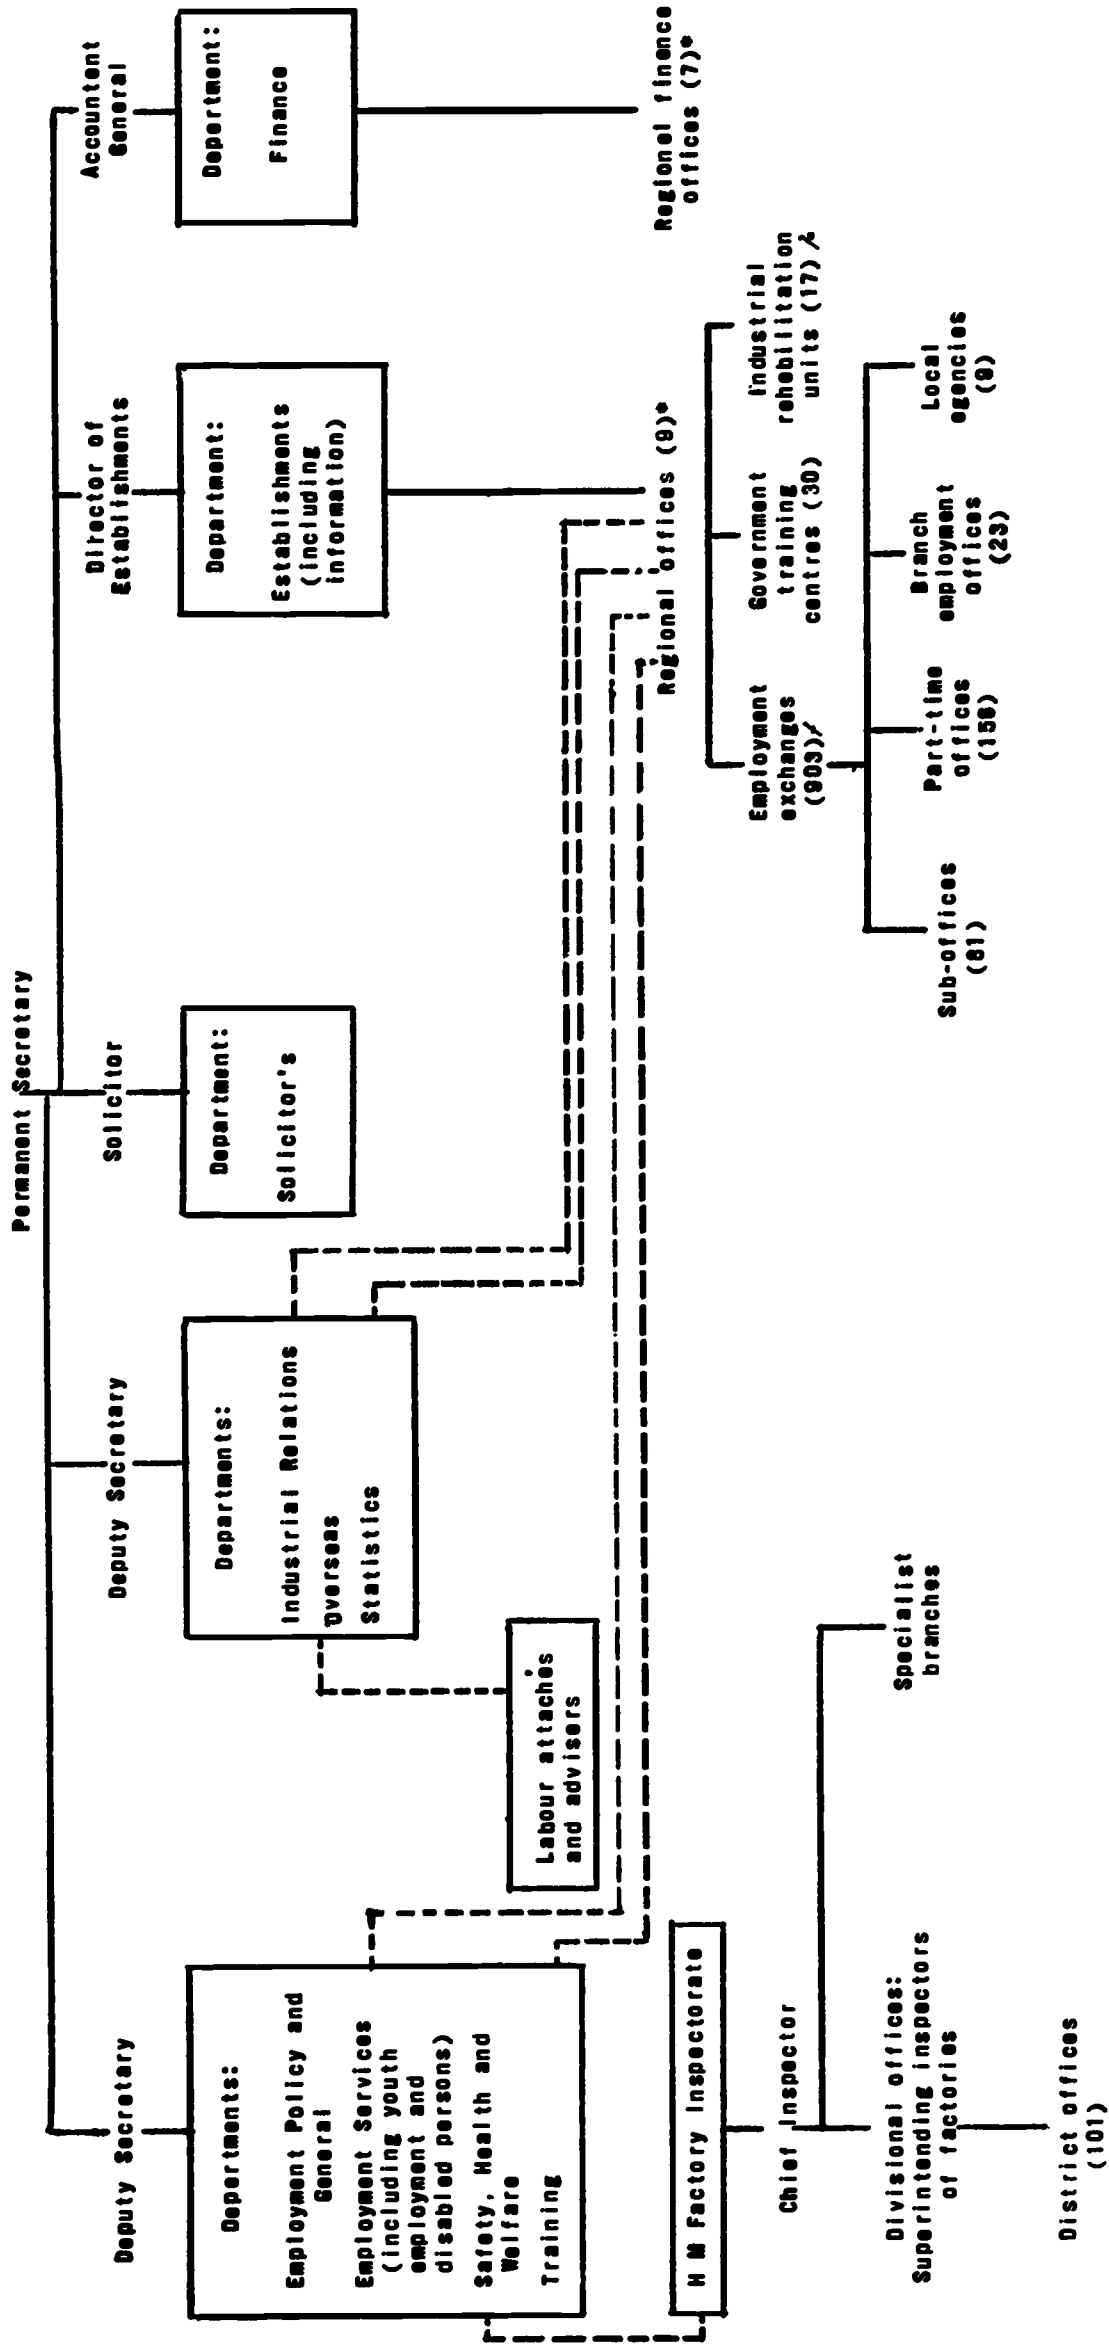 Permanent Secretary
Deputy Secretary
Departments:
Employment Policy and
General
Employment Services
(including youth
employment and
disabled persons)
Safety, Health and
Welfare
Training
H M Factory Inspectorate
Chief Inspector
Divisional offices:
Superintending inspectors
of factories
District offices
(101)
Specialist
branches
Deputy Secretary
Departments:
Industrial Relations
Overseas
Statistics
Labour attachés
and advisers
Solicitor
Department:
Solicitor's
Director of
Establishments
Department:
Establishments
(including
information)
Regional offices (9)*
Employment
exchanges
(903)/
Government
training
centres (30)
Industrial
rehabilitation
units (17)/
Sub-offices
(81)
Part-time
offices
(156)
Branch
employment
offices
(23)
Local
agencies
(9)
Accountant
General
Department:
Finance
Regional finance
offices (7)*